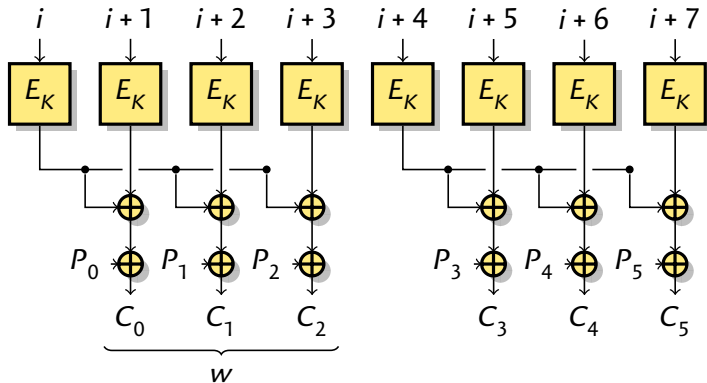 i i + 1 i + 2 i + 3 i + 4 i + 5 i + 6 i + 7
E_K E_K E_K E_K E_K E_K E_K E_K
P_0 P_1 P_2 P_3 P_4 P_5
C_0 C_1 C_2 C_3 C_4 C_5
w